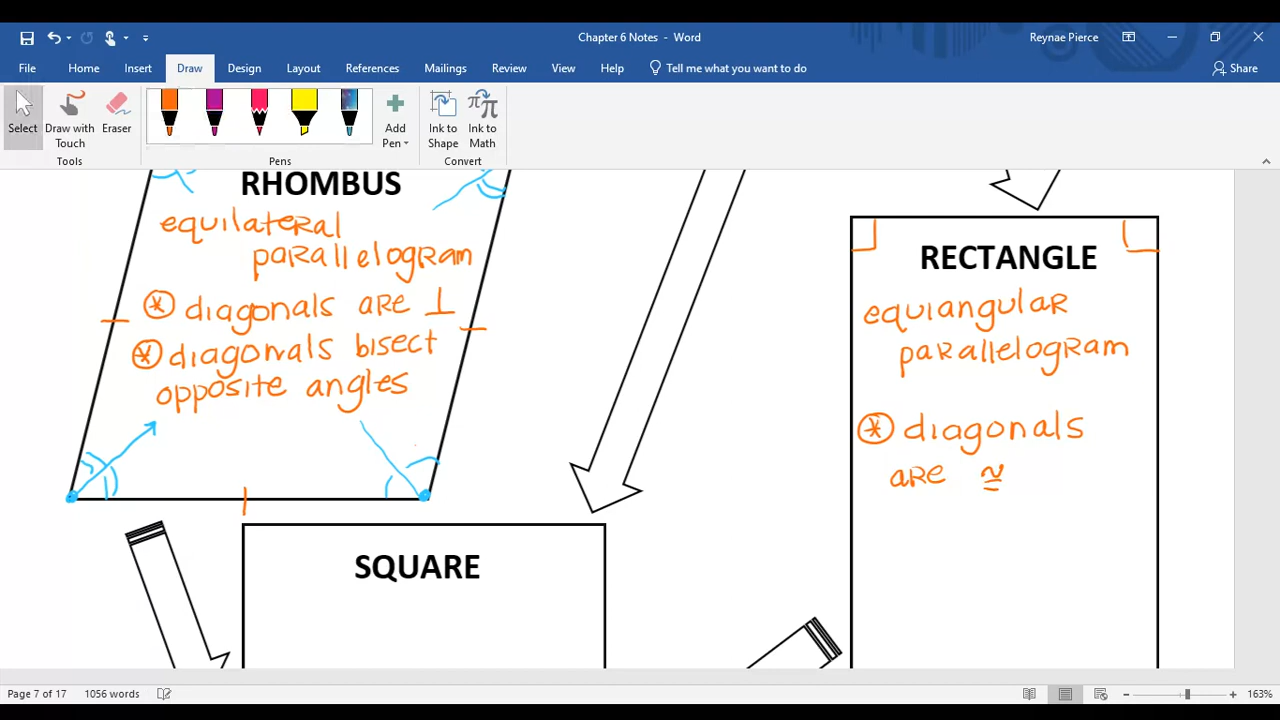 Chapter 6 Notes - Word
Reynae Pierce
File Home Insert Draw Design Layout References Mailings Review View Help Tell me what you want to do Share
Select
Draw with Touch
Eraser
Add Pen
Ink to Shape
Ink to Math
Tools
Pens
Convert
RHOMBUS
equilateral
parallelogram
* diagonals are ⊥
* diagonals bisect
opposite angles
RECTANGLE
equiangular
parallelogram
* diagonals
are ≅
SQUARE
Page 7 of 17 1056 words 163%